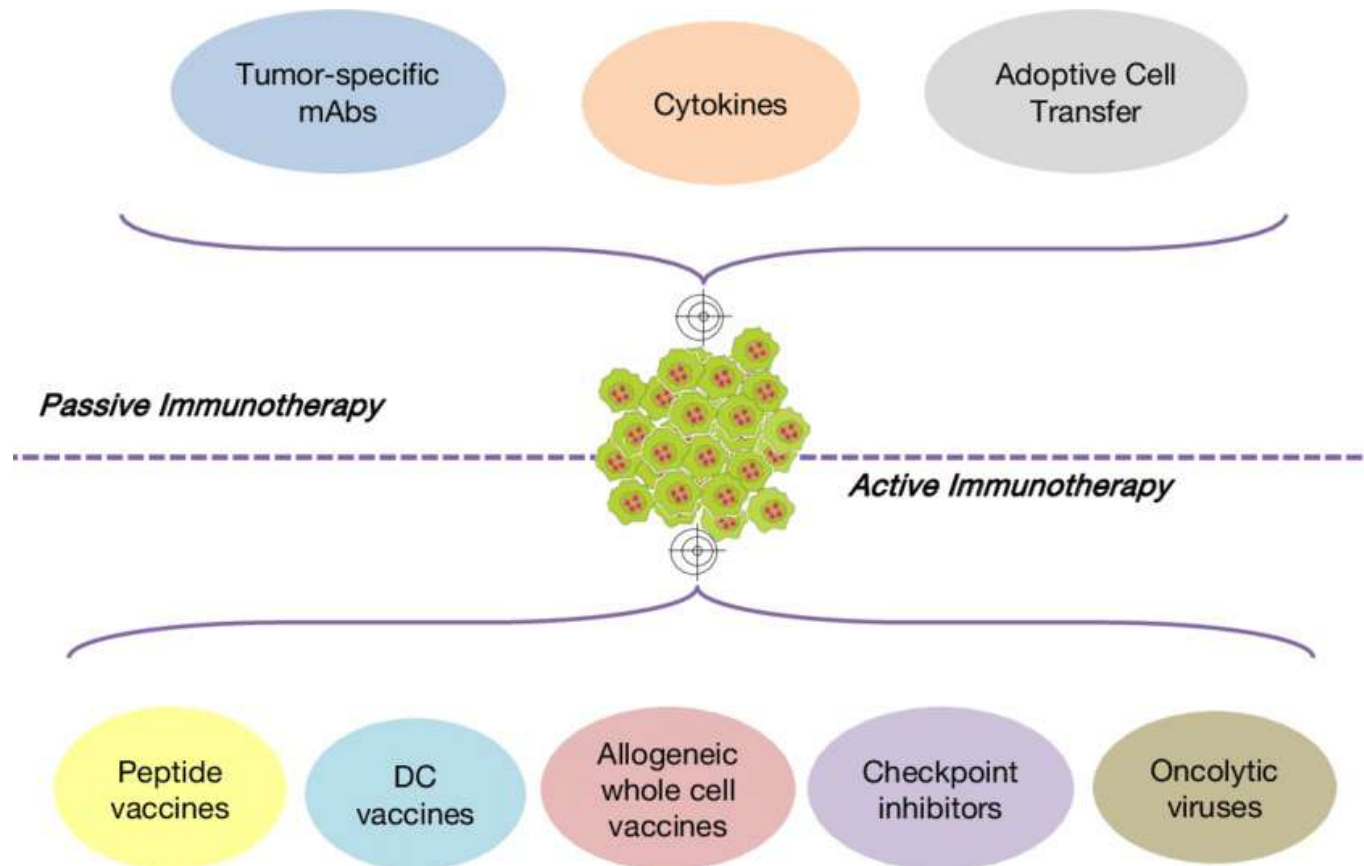 Tumor-specific
mAbs
Cytokines
Adoptive Cell
Transfer
Passive Immunotherapy
Active Immunotherapy
Peptide
vaccines
DC
vaccines
Allogeneic
whole cell
vaccines
Checkpoint
inhibitors
Oncolytic
viruses